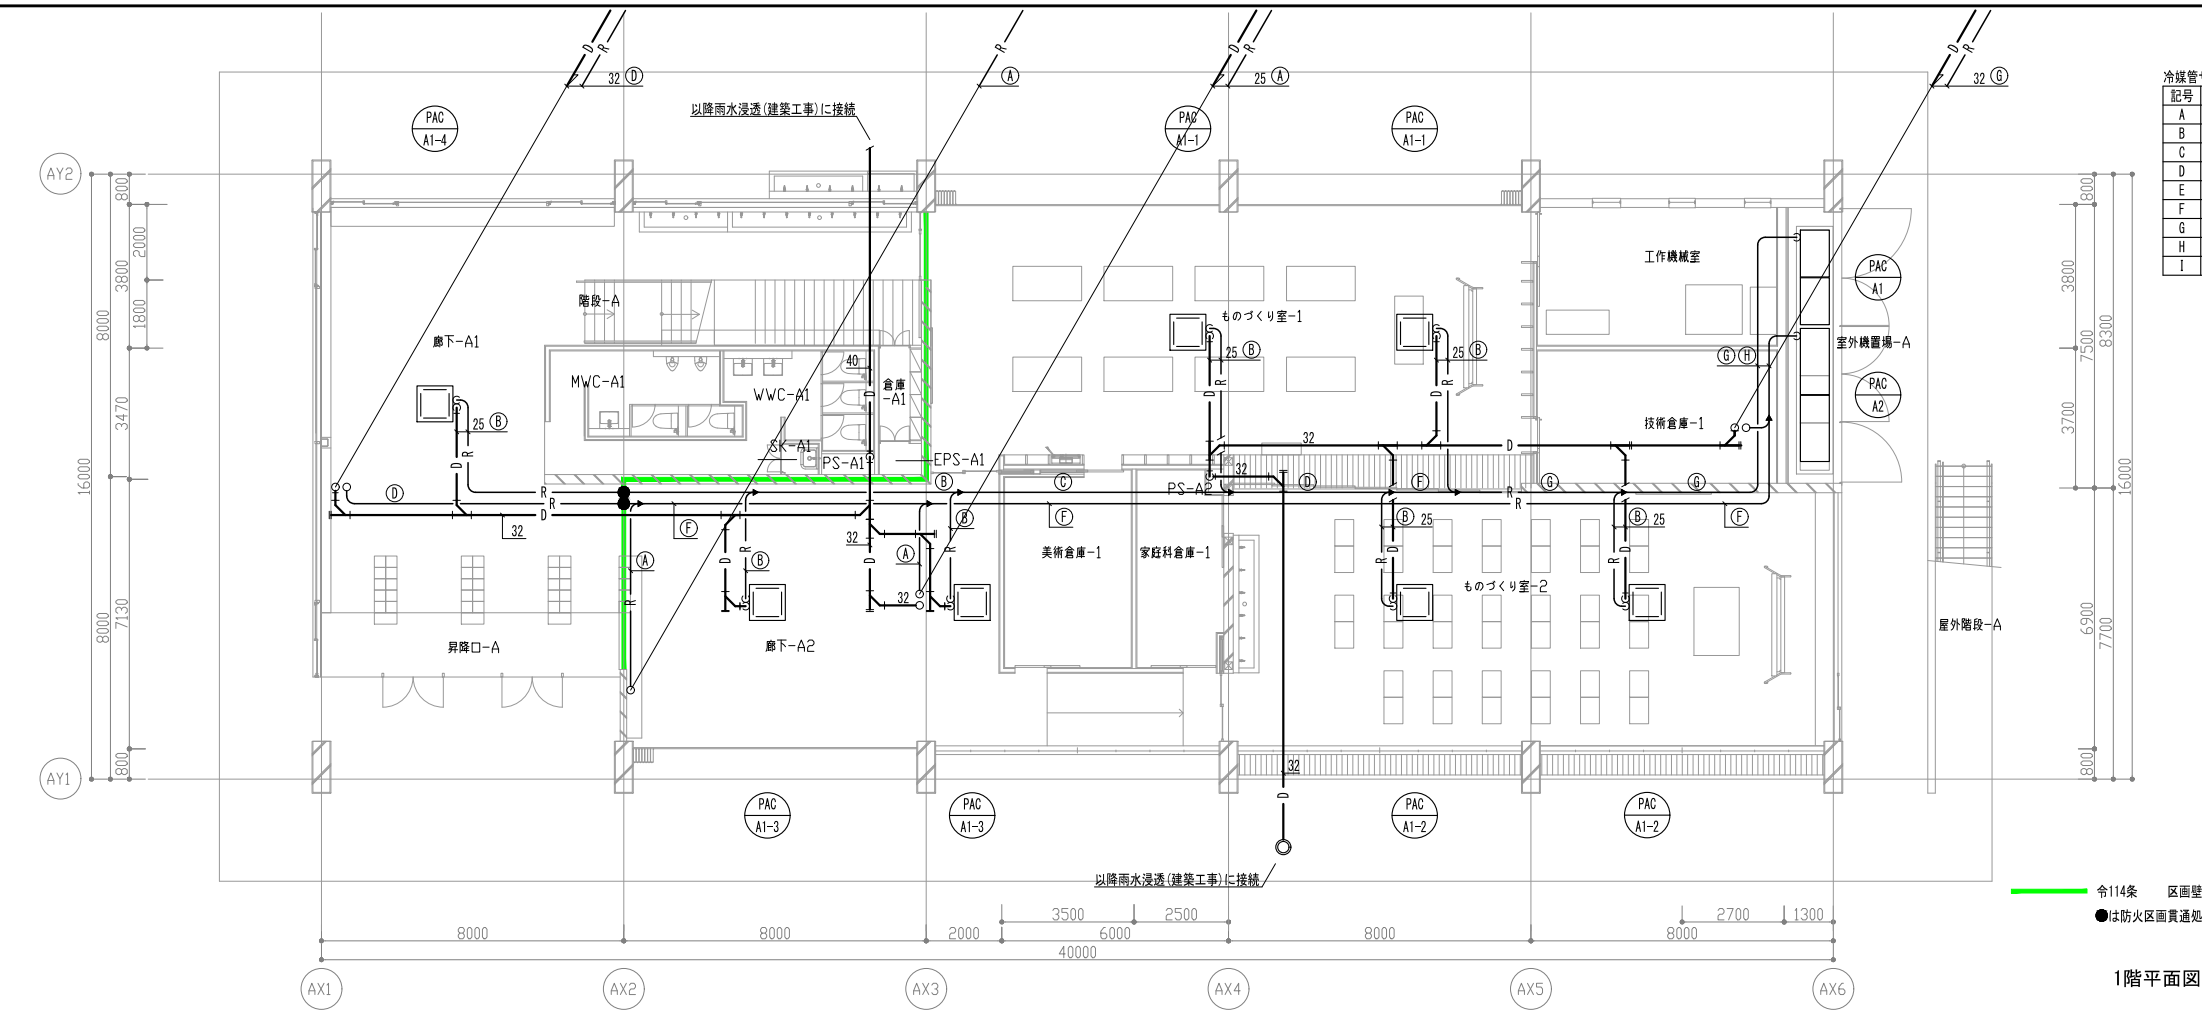 D
R
32 D
R
A
D
R
25 A
D
R
32 G
冷媒管
記号
A
B
C
D
E
F
G
H
I
PAC
A1-4
以降雨水浸透(建築工事)に接続
PAC
A1-1
PAC
A1-1
AY2
800
2000
3800
1800
8000
3470
16000
8000
7130
800
AY1
階段-A
廊下-A1
MWC-A1
WWC-A1
40
D
倉庫
-A1
SK-A1
PS-A1
EPS-A1
25 B
D
R
ものづくり室-1
25 B
D
R
25 B
D
R
工作機械室
G H
技術倉庫-1
PAC
A1
室外機置場-A
PAC
A2
800
3800
7500
8300
3700
16000
6900
7700
800
32
D
32
PS-A2
D
R
B
C
D
F
R
G
G
R
F
F
R
F
D
32
A
R
D
R
B
32
D
A
B
R
32
昇降口-A
廊下-A2
美術倉庫-1
家庭科倉庫-1
B 25
R
D
ものづくり室-2
B 25
R
D
屋外階段-A
32
D
PAC
A1-3
PAC
A1-3
PAC
A1-2
PAC
A1-2
以降雨水浸透(建築工事)に接続
令114条 区画壁
●は防火区画貫通処
3500
2500
2700
1300
8000
8000
2000
6000
8000
8000
40000
1階平面図
AX1
AX2
AX3
AX4
AX5
AX6